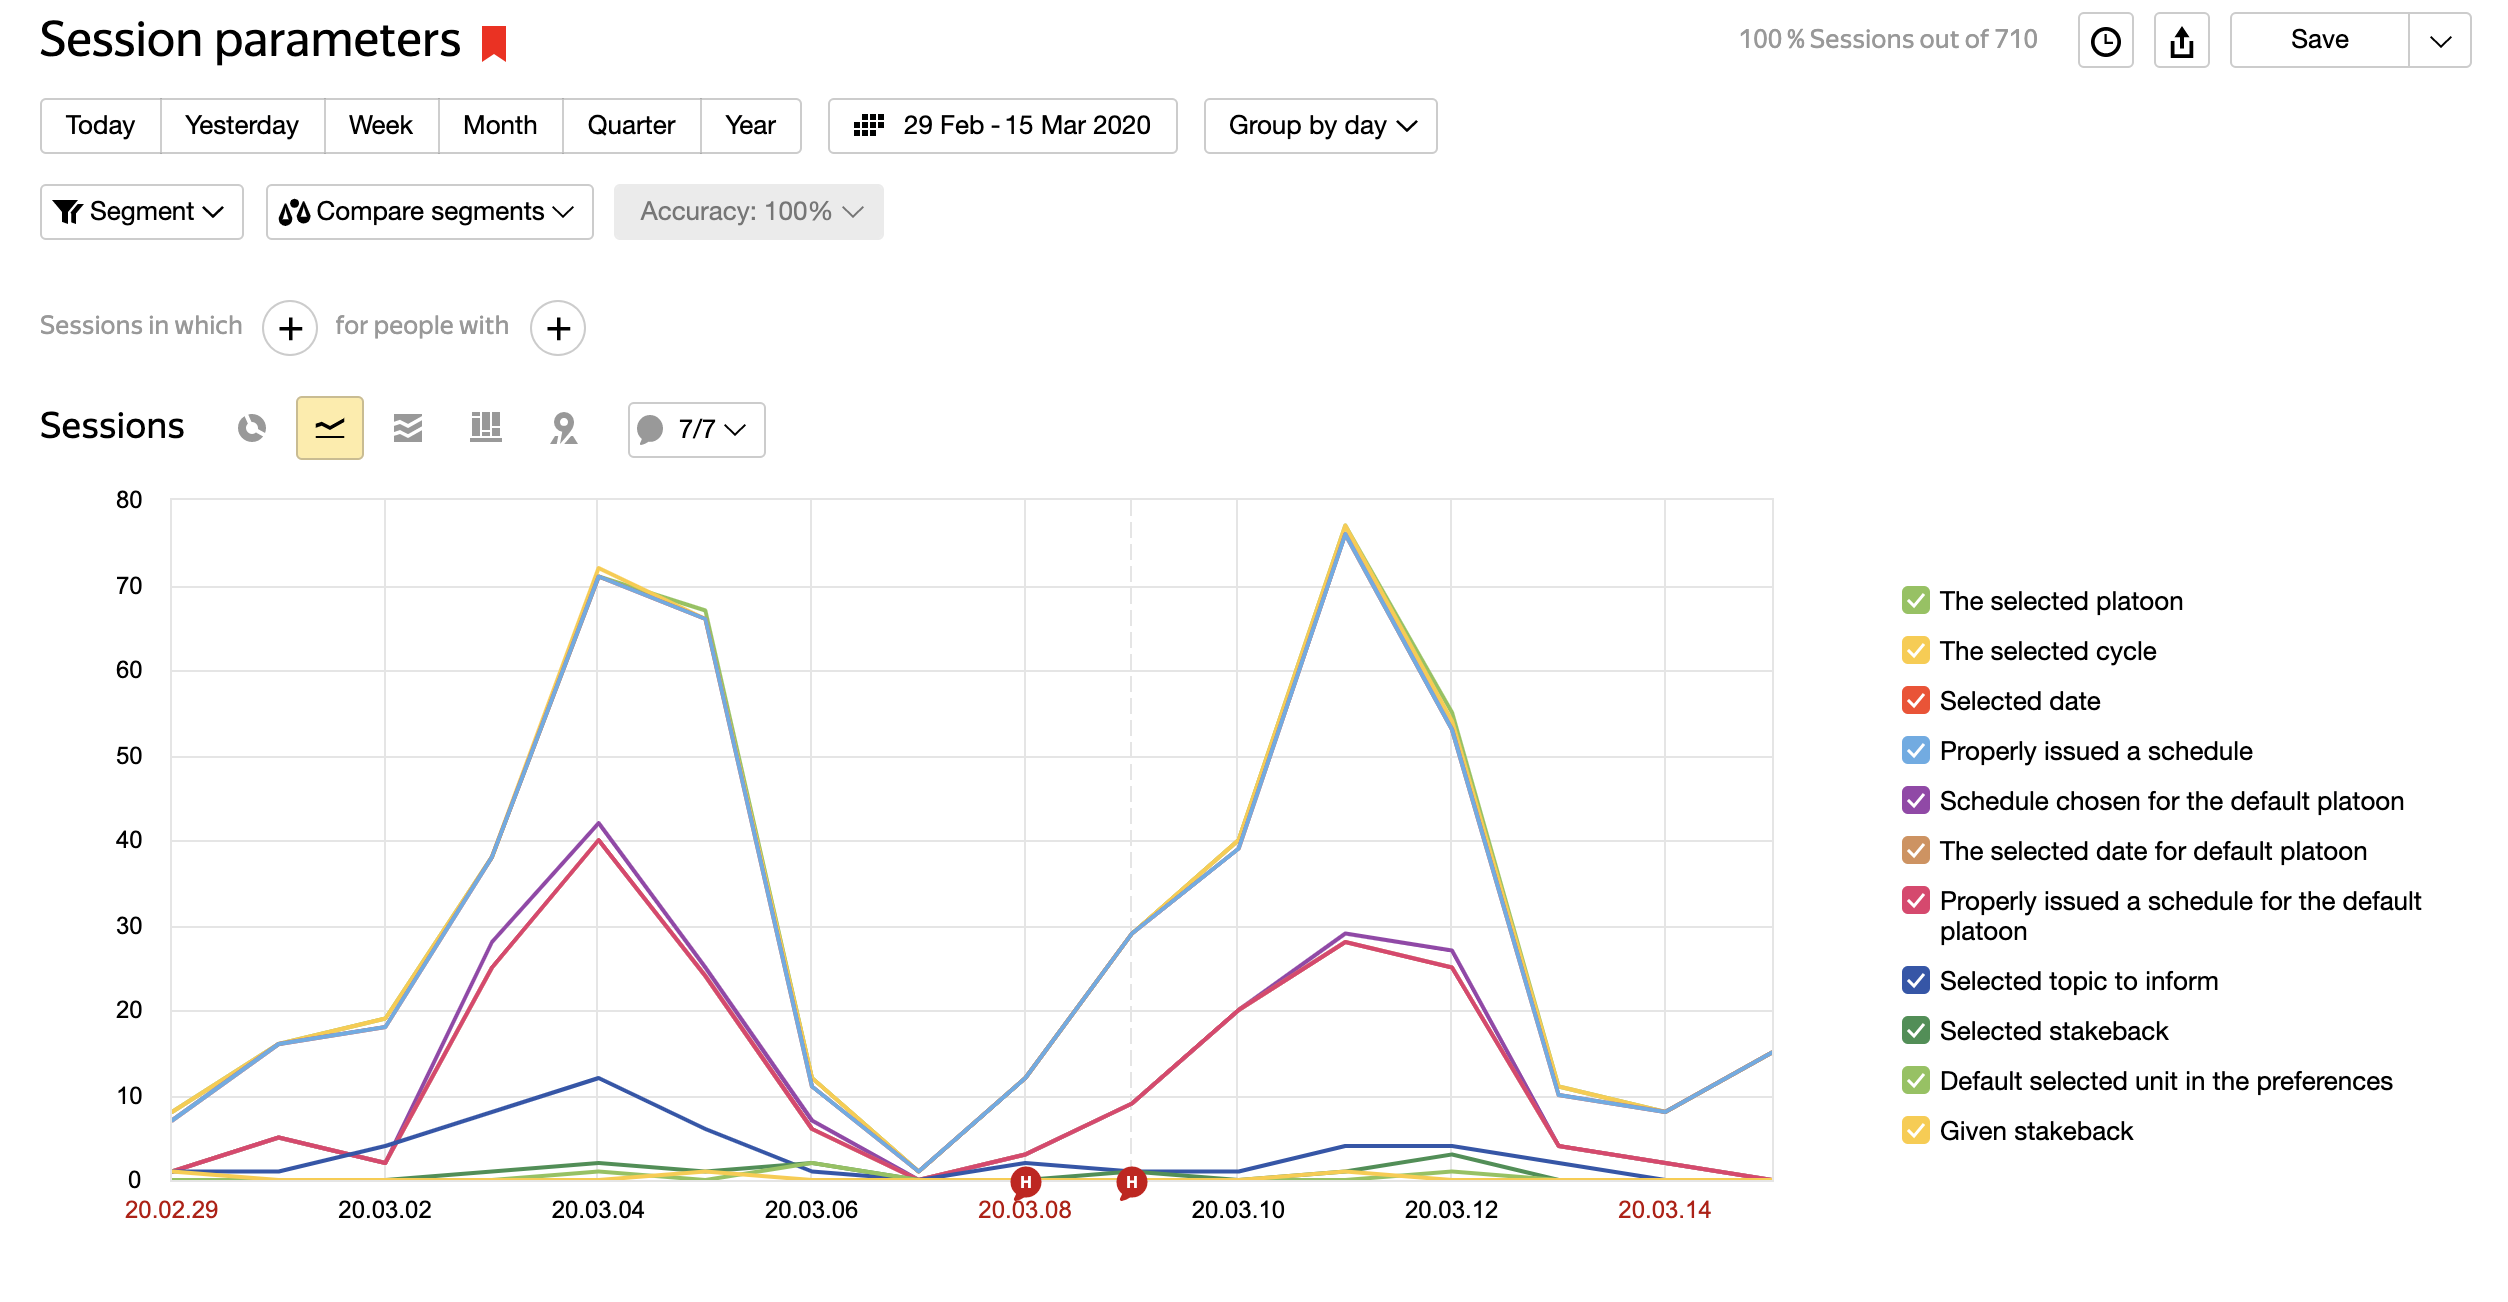 Session parameters
100 % Sessions out of 710
Save
Today
Yesterday
Week
Month
Quarter
Year
29 Feb - 15 Mar 2020
Group by day
Segment
Compare segments
Accuracy: 100%
Sessions in which
for people with
Sessions
7/7
80
70
60
50
40
30
20
10
0
H
H
20.02.29
20.03.02
20.03.04
20.03.06
20.03.08
20.03.10
20.03.12
20.03.14
The selected platoon
The selected cycle
Selected date
Properly issued a schedule
Schedule chosen for the default platoon
The selected date for default platoon
Properly issued a schedule for the default
platoon
Selected topic to inform
Selected stakeback
Default selected unit in the preferences
Given stakeback